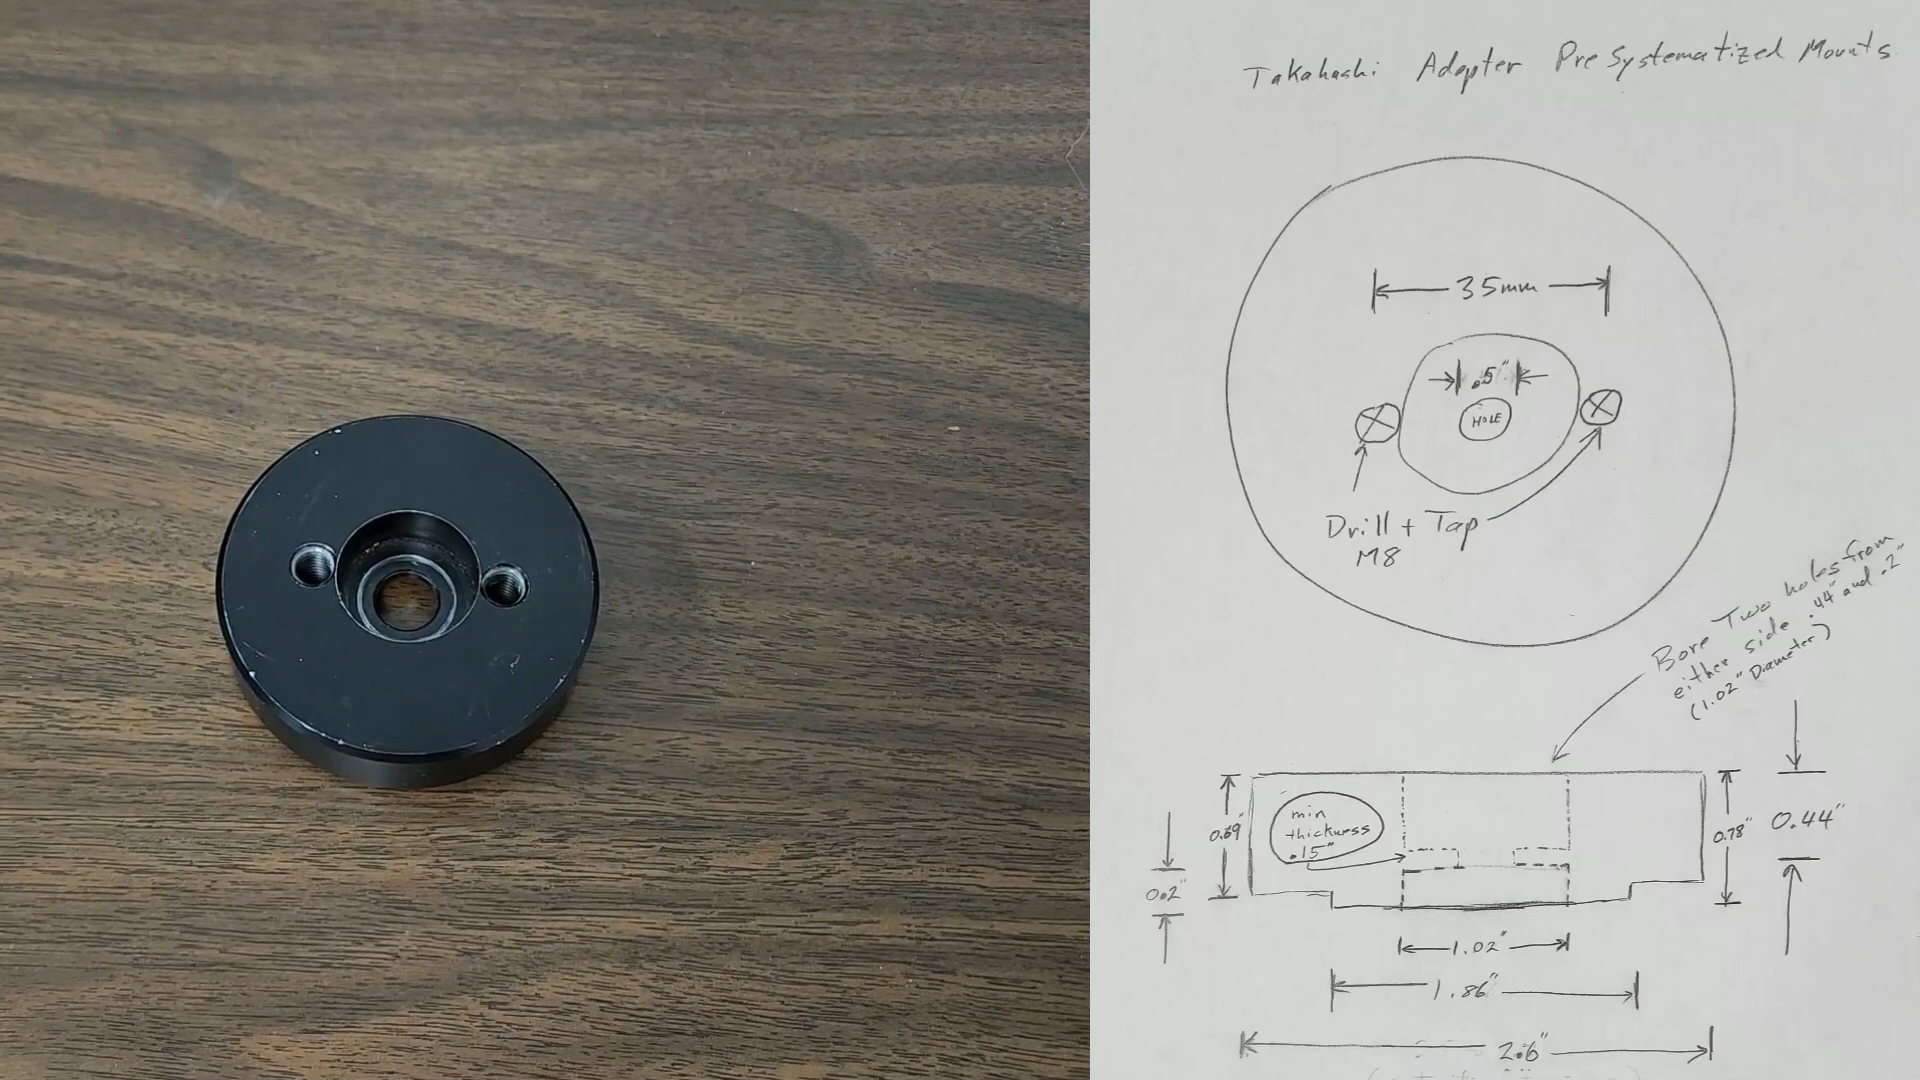 Takahashi Adapter Pre Systematized Mounts
35mm
.5"
HOLE
Drill + Tap
M8
Bore Two holes from
either side .44" and .2"
(1.02" Diameter)
min
thickness
.15"
0.69"
0.78"
0.44"
0.2"
1.02"
1.86"
2.6"